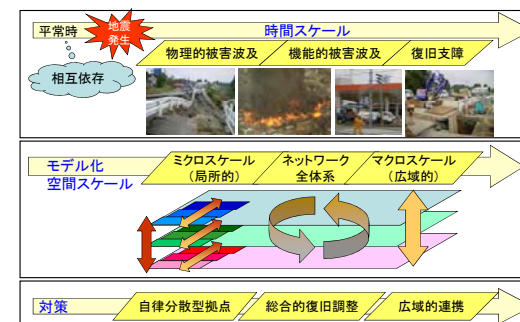 平常時
地震
発生
時間スケール
物理的被害波及
機能的被害波及
復旧支障
相互依存
モデル化
空間スケール
ミクロスケール
(局所的)
ネットワーク
全体系
マクロスケール
(広域的)
対策
自律分散型拠点
総合的復旧調整
広域的連携